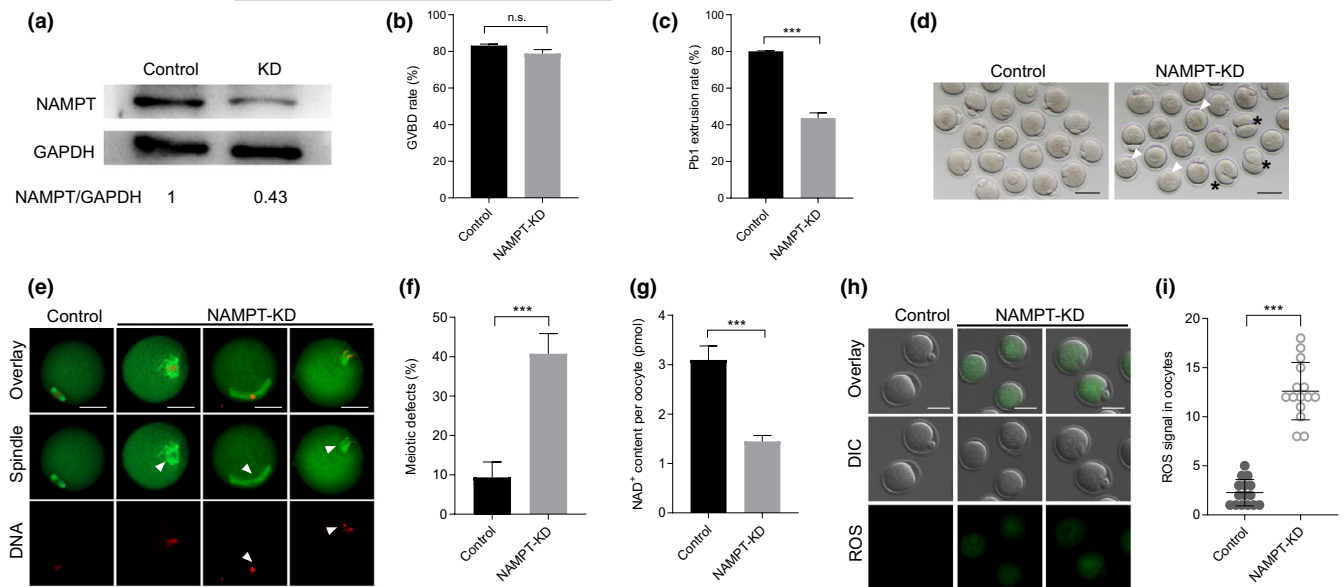 (a)
Control KD
NAMPT
GAPDH
NAMPT/GAPDH 1 0.43
(b)
n.s.
100
80
60
40
20
0
GVBD rate (%)
Control
NAMPT-KD
(c)
***
100
80
60
40
20
0
Pb1 extrusion rate (%)
Control
NAMPT-KD
(d)
Control NAMPT-KD
*
*
*
(e)
Control NAMPT-KD
Overlay
Spindle
DNA
(f)
***
50
40
30
20
10
0
Meiotic defects (%)
Control
NAMPT-KD
(g)
***
4
3
2
1
0
NAD+ content per oocyte (pmol)
Control
NAMPT-KD
(h)
Control NAMPT-KD
Overlay
DIC
ROS
(i)
***
20
15
10
5
0
ROS signal in oocytes
Control
NAMPT-KD